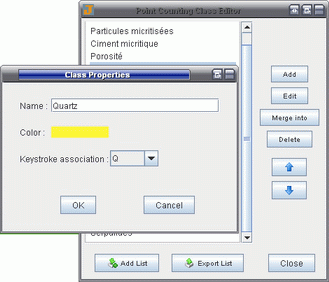 Point Counting Class Editor
Particules micritisées
Ciment micritique
Porosité
Add
Edit
Merge into
Delete
Class Properties
Name : Quartz
Color :
Keystroke association : Q
OK
Cancel
Add List
Export List
Close